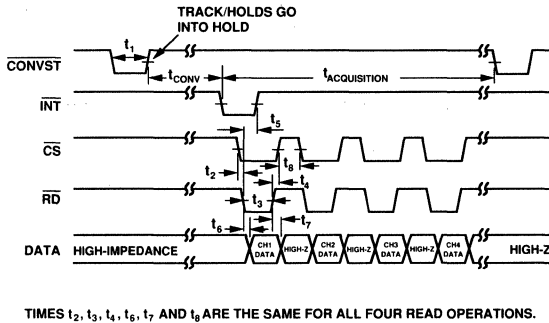 TRACK/HOLDS GO
INTO HOLD
t1
CONVST
tCONV
tACQUISITION
INT
t5
CS
t2
t8
t4
RD
t3
t6
t7
DATA
HIGH-IMPEDANCE
CH1 DATA
HIGH-Z
CH2 DATA
HIGH-Z
CH3 DATA
HIGH-Z
CH4 DATA
HIGH-Z
TIMES t2, t3, t4, t6, t7 AND t8 ARE THE SAME FOR ALL FOUR READ OPERATIONS.